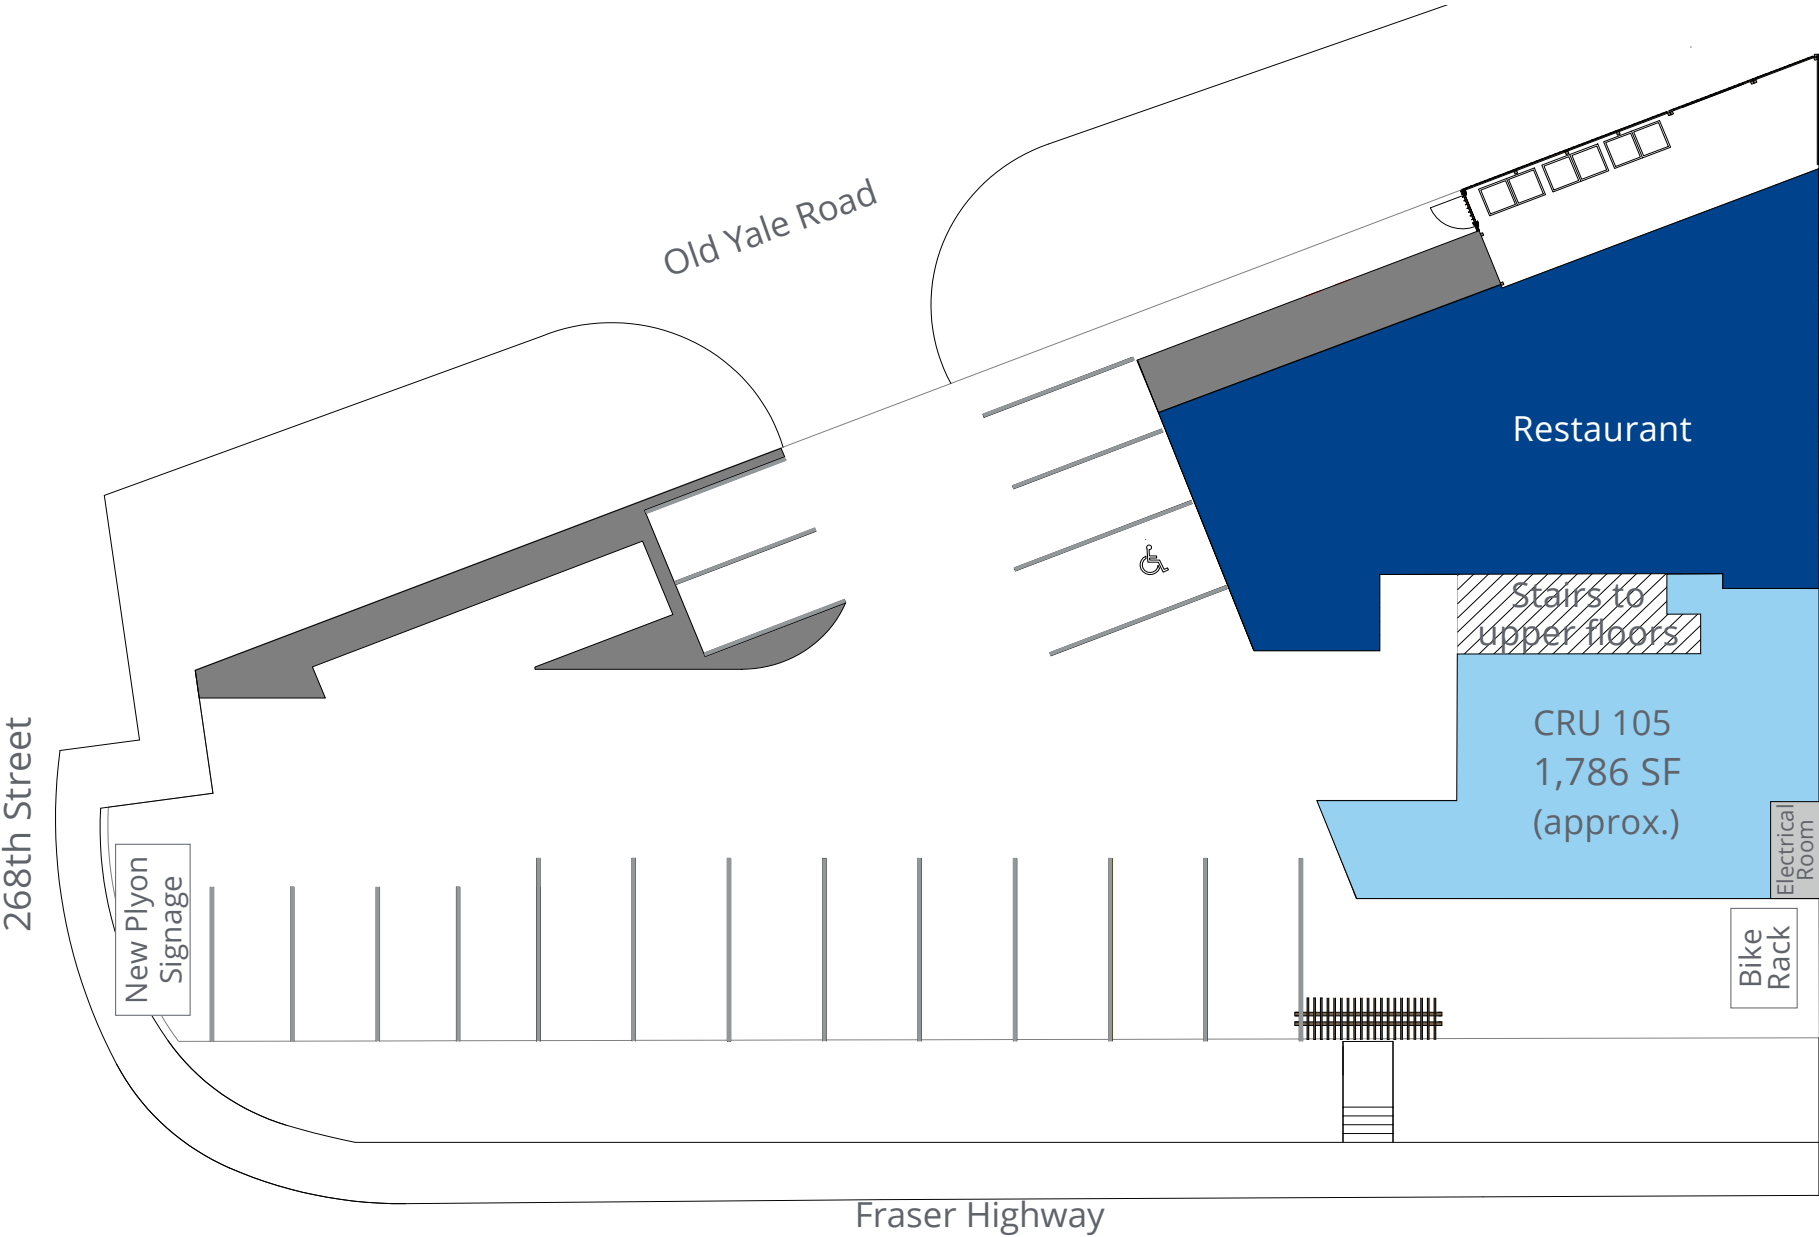 Old Yale Road
Restaurant
Stairs to
upper floors
CRU 105
1,786 SF
(approx.)
Electrical
Room
268th Street
New Plyon
Signage
Bike
Rack
Fraser Highway